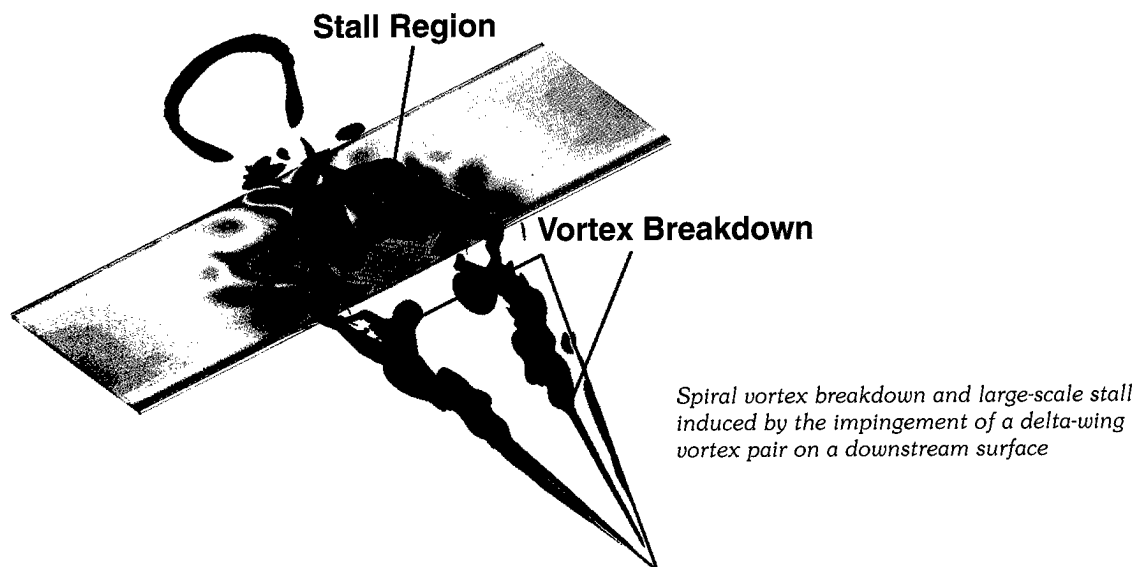 Stall Region
Vortex Breakdown
Spiral vortex breakdown and large-scale stall
induced by the impingement of a delta-wing
vortex pair on a downstream surface